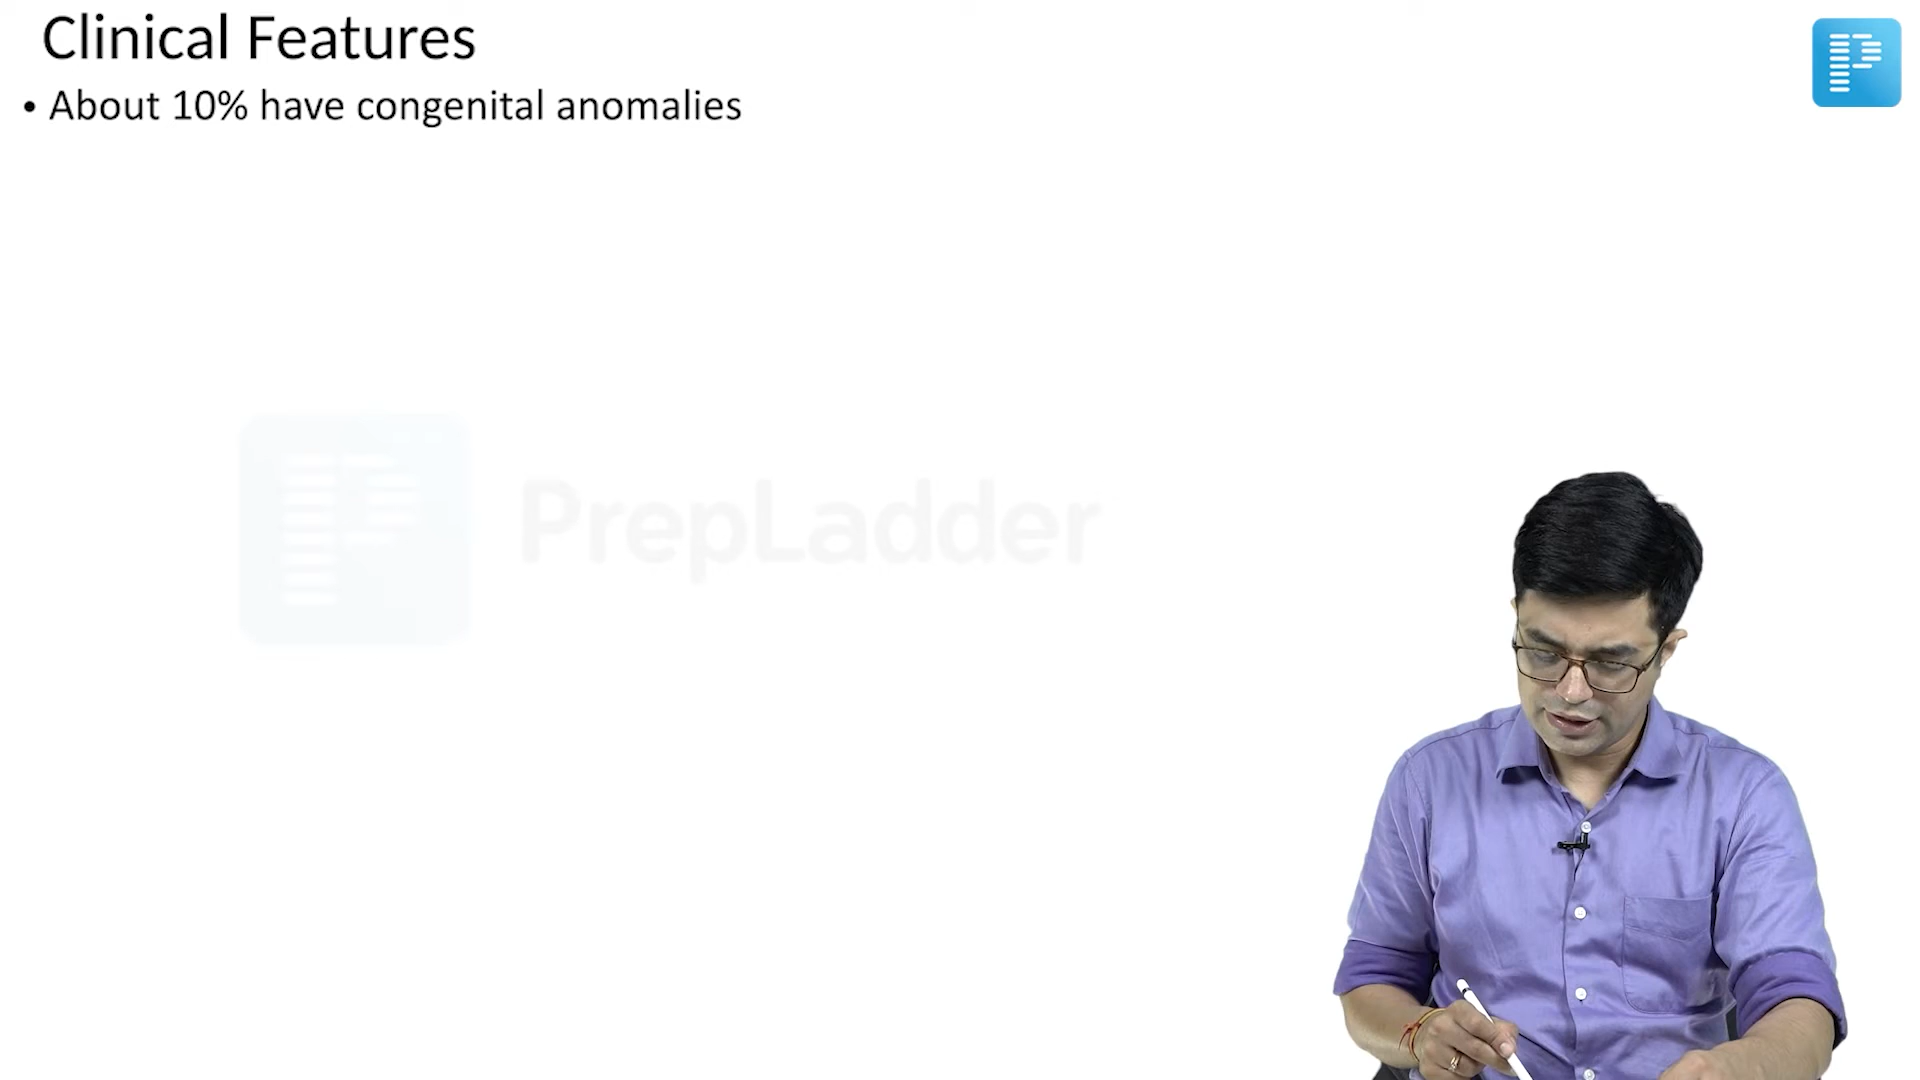 Clinical Features
• About 10% have congenital anomalies
PrepLadder